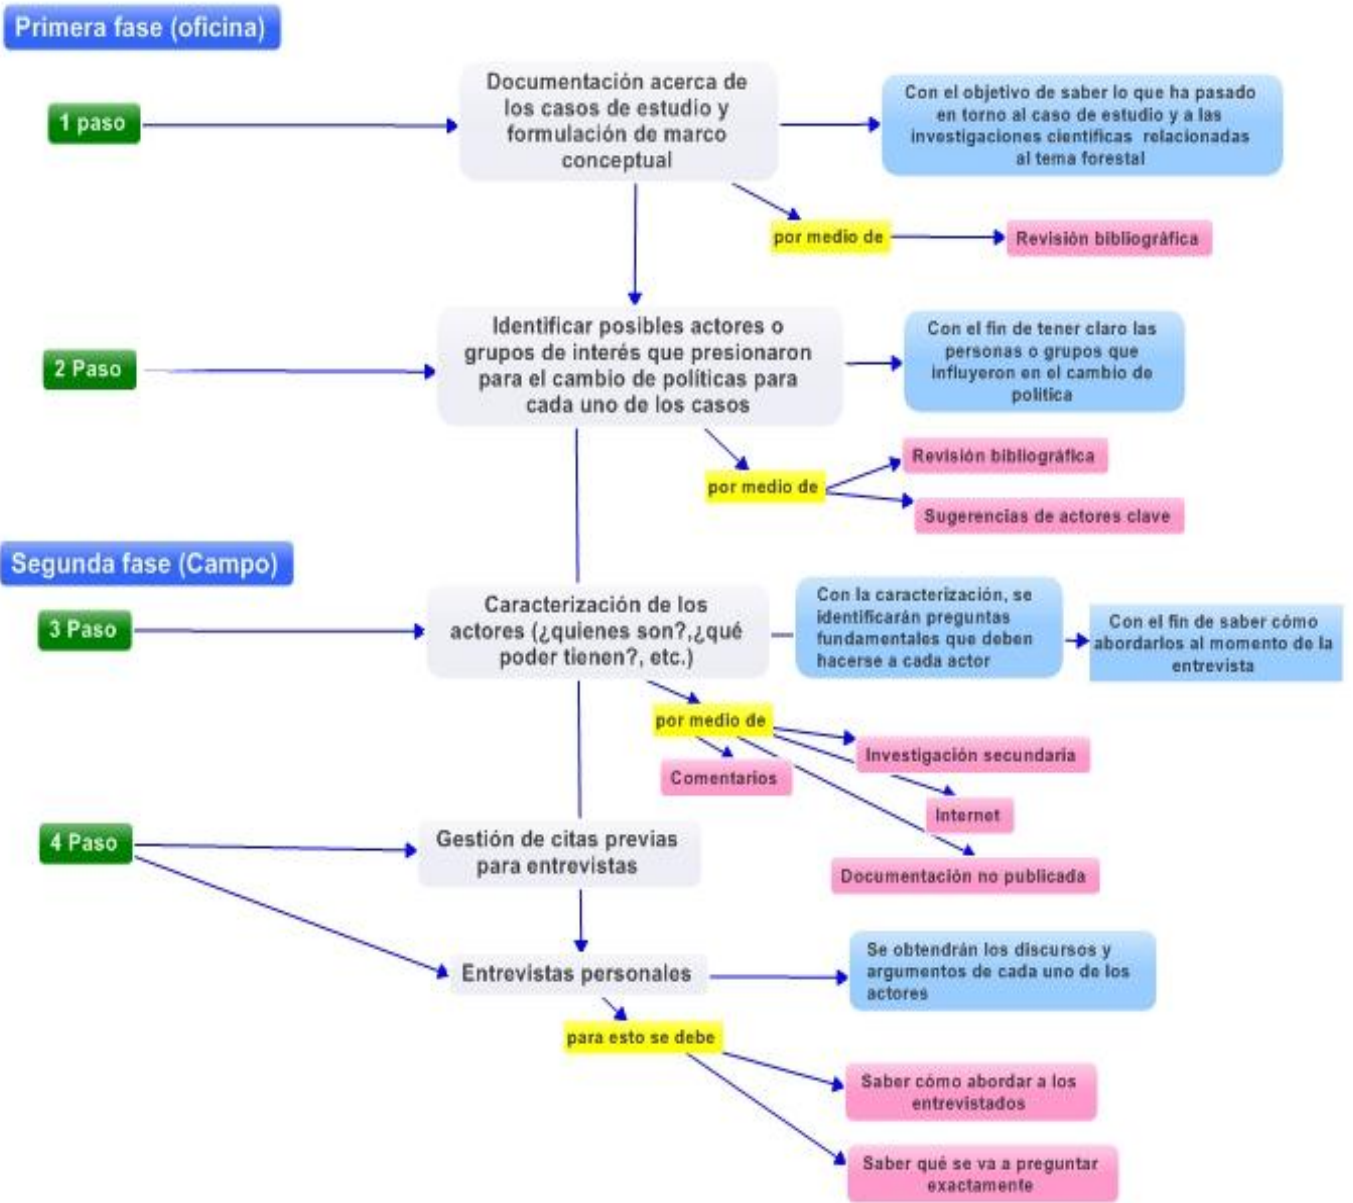 Primera fase (oficina)
1 paso
Documentación acerca de
los casos de estudio y
formulación de marco
conceptual
Con el objetivo de saber lo que ha pasado
en torno al caso de estudio y a las
investigaciones científicas relacionadas
al tema forestal
por medio de
Revisión bibliográfica
2 Paso
Identificar posibles actores o
grupos de interés que presionaron
para el cambio de políticas para
cada uno de los casos
Con el fin de tener claro las
personas o grupos que
influyeron en el cambio de
política
por medio de
Revisión bibliográfica
Sugerencias de actores clave
Segunda fase (Campo)
3 Paso
Caracterización de los
actores (¿quienes son?,¿qué
poder tienen?, etc.)
Con la caracterización, se
identificarán preguntas
fundamentales que deben
hacerse a cada actor
Con el fin de saber cómo
abordarlos al momento de la
entrevista
por medio de
Comentarios
Investigación secundaria
Internet
Documentación no publicada
4 Paso
Gestión de citas previas
para entrevistas
Entrevistas personales
Se obtendrán los discursos y
argumentos de cada uno de los
actores
para esto se debe
Saber cómo abordar a los
entrevistados
Saber qué se va a preguntar
exactamente